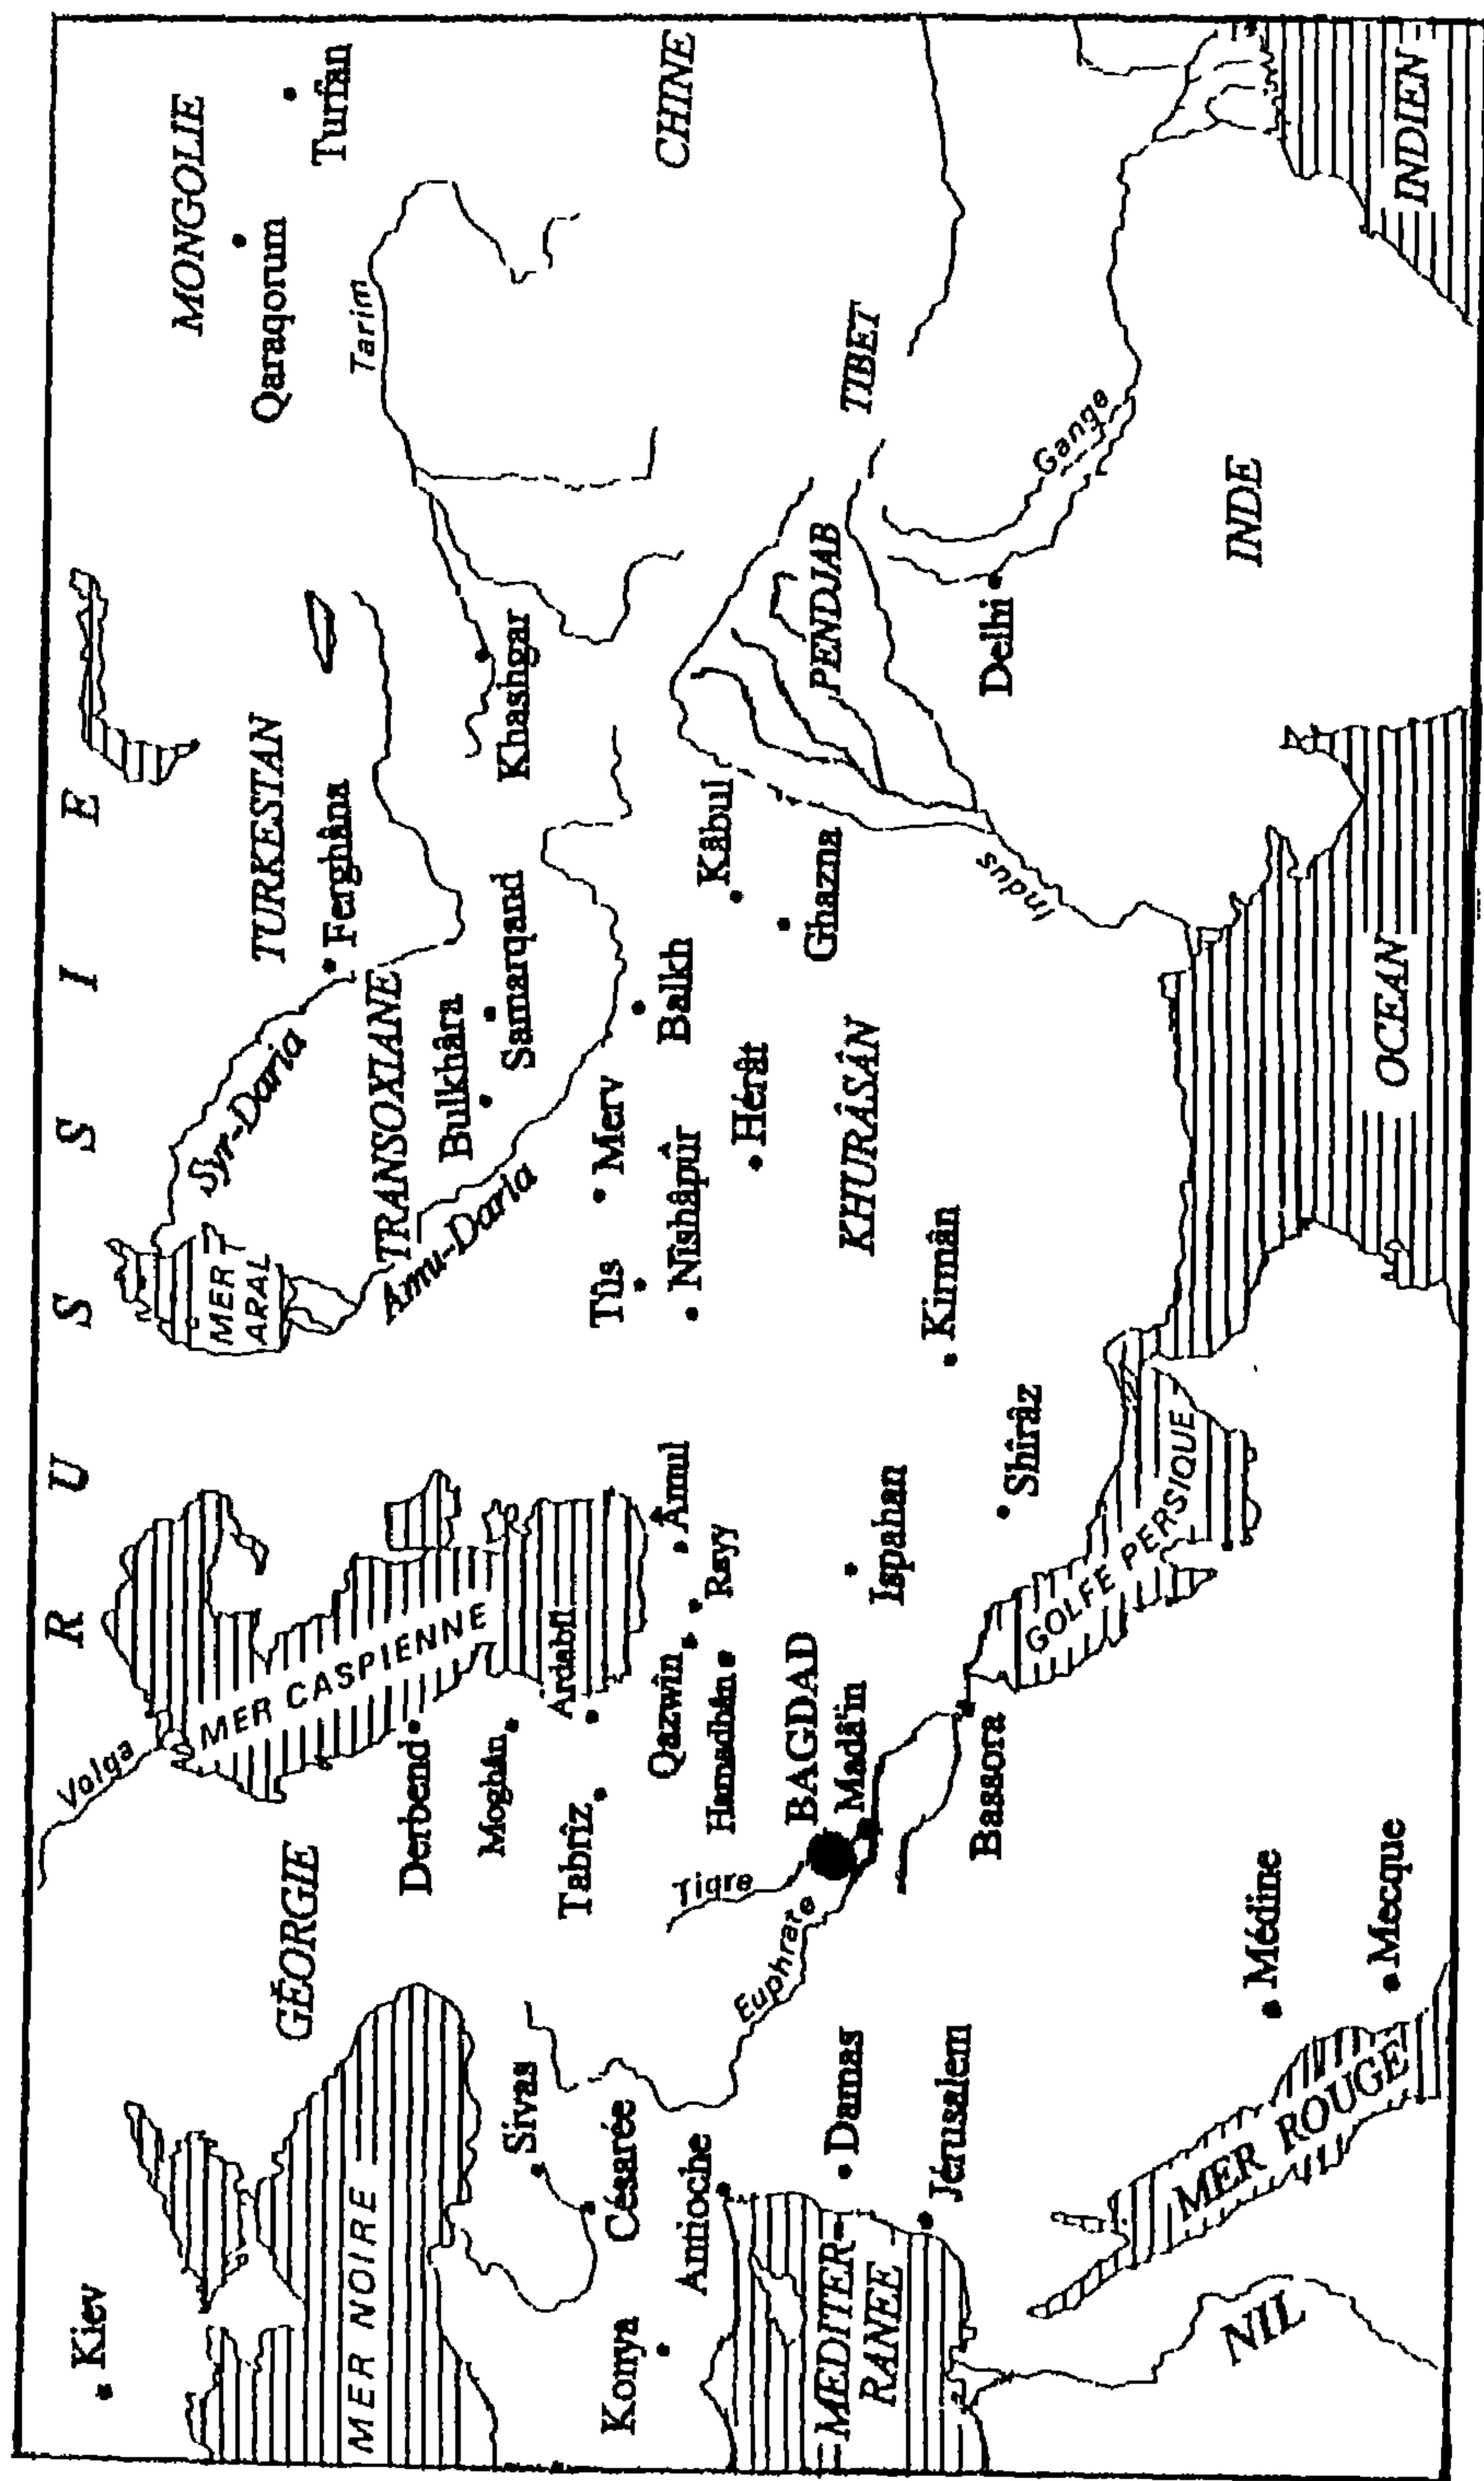 R U S S I E
Kiev
Volga
MONGOLIE
Turfan
Qaraqorum
TURKESTAN
Ferghâna
Tarim
Syr-Daria
MER
ARAL
TRANSOXIANE
Bulkhâra
Samarqand
Khashgar
Amu-Daria
CHINE
GÉORGIE
MER NOIRE
MER CASPIENNE
Derbend
Moghân
Ardabîl
Tabrîz
Sivas
Césarée
Konya
Antioche
Tûs
Merv
Nishâpûr
Balkh
Hérât
Kâbul
Ghazna
KHURÂSÂN
PENDJAB
TIBET
Âmul
Rayy
Qazwîn
Hamadhân
Tigre
Euphrate
BAGDAD
Madâ'in
Ispahan
Kirmân
Shîrâz
Bassora
GOLFE PERSIQUE
MEDITER-
RANEE
Damas
Jérusalem
Delhi
Indus
Gange
INDE
NIL
MER ROUGE
Médine
Mecque
OCEAN
INDIEN